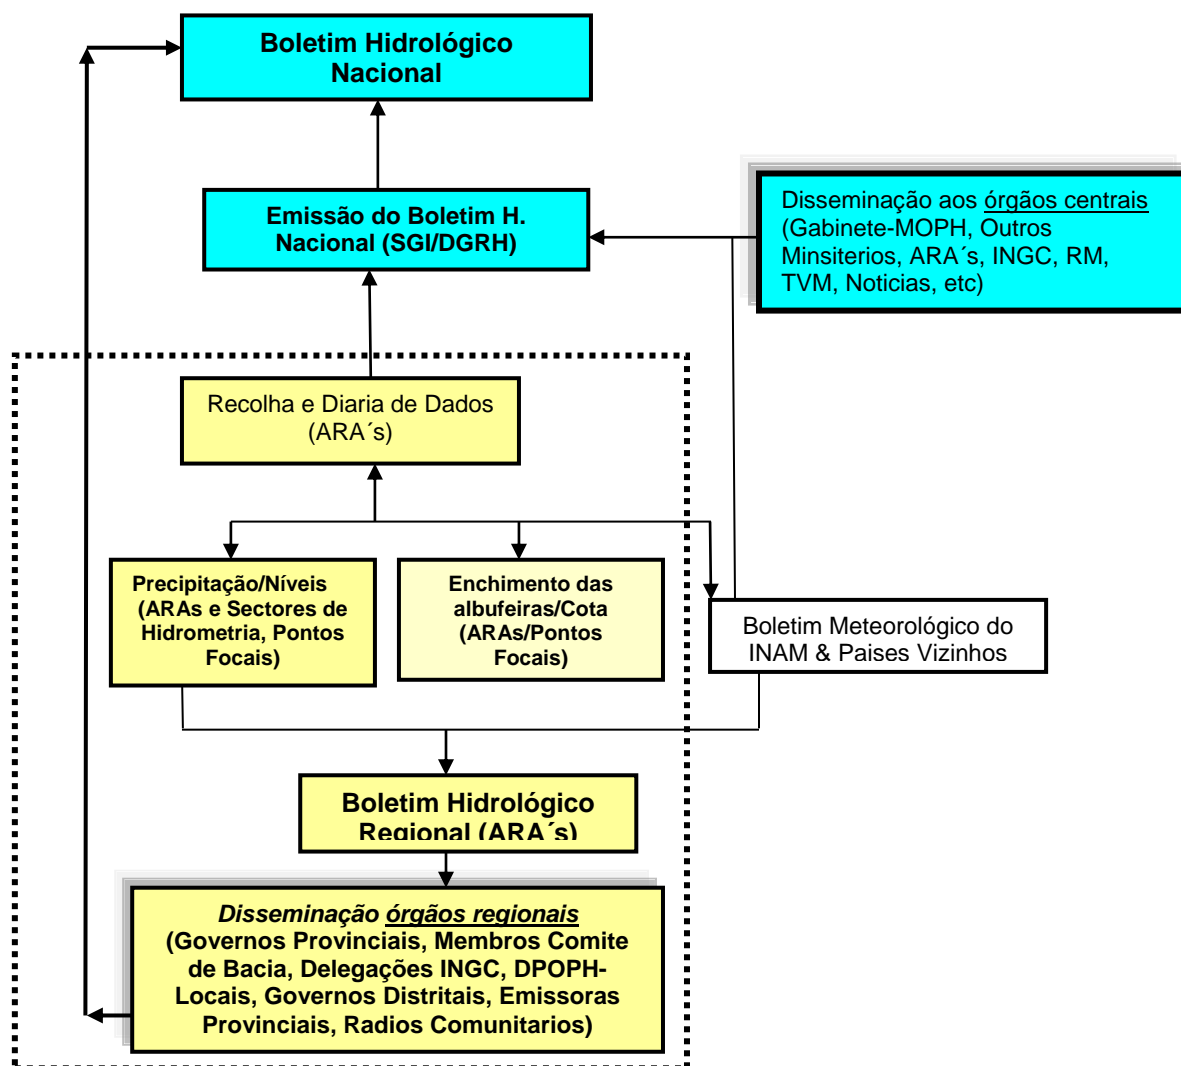 Boletim Hidrológico
Nacional
Emissão do Boletim H.
Nacional (SGI/DGRH)
Disseminação aos órgãos centrais
(Gabinete-MOPH, Outros
Minsiterios, ARA´s, INGC, RM,
TVM, Noticias, etc)
Recolha e Diaria de Dados
(ARA´s)
Precipitação/Níveis
(ARAs e Sectores de
Hidrometria, Pontos
Focais)
Enchimento das
albufeiras/Cota
(ARAs/Pontos
Focais)
Boletim Meteorológico do
INAM & Paises Vizinhos
Boletim Hidrológico
Regional (ARA´s)
Disseminação órgãos regionais
(Governos Provinciais, Membros Comite
de Bacia, Delegações INGC, DPOPH-
Locais, Governos Distritais, Emissoras
Provinciais, Radios Comunitarios)